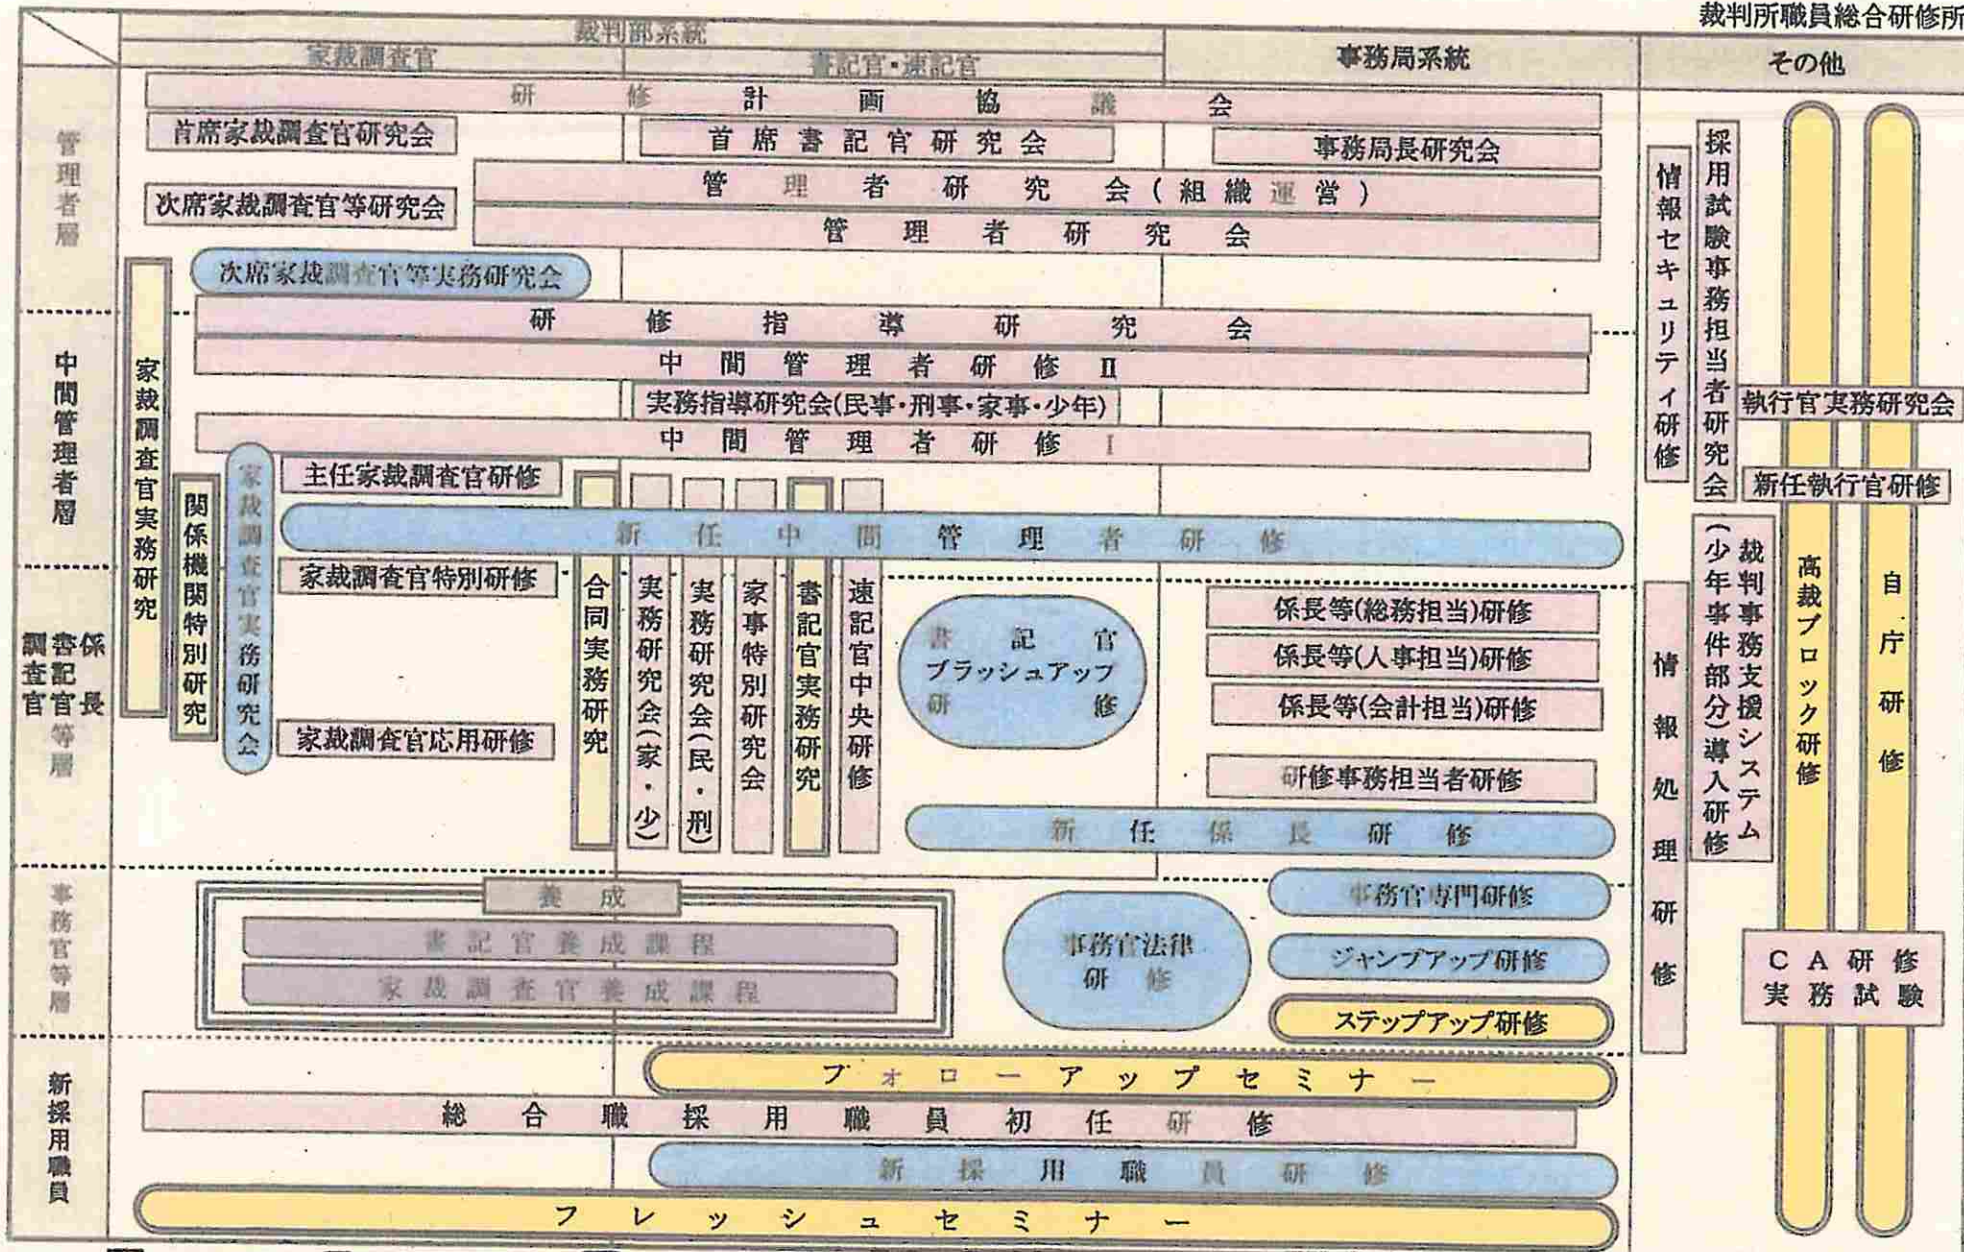 裁判所職員総合研修所
裁判部系統
家裁調査官
書記官・速記官
事務局系統
その他
管理者層
研修計画協議会
首席家裁調査官研究会
首席書記官研究会
事務局長研究会
管理者研究会(組織運営)
次席家裁調査官等研究会
管理者研究会
次席家裁調査官等実務研究会
研修指導研究会
中間管理者層
中間管理者研修Ⅱ
実務指導研究会(民事・刑事・家事・少年)
中間管理者研修Ⅰ
家裁調査官実務研究
関係機関特別研究
家裁調査官実務研究会
主任家裁調査官研修
新任中間管理者研修
家裁調査官特別研修
家裁調査官応用研修
合同実務研究
実務研究会(家・少)
実務研究会(民・刑)
家事特別研究会
書記官実務研究
速記官中央研修
係長
書記官
調査官
等層
書記官
ブラッシュアップ
研修
係長等(総務担当)研修
係長等(人事担当)研修
係長等(会計担当)研修
研修事務担当者研修
新任係長研修
事務官等層
養成
書記官養成課程
家裁調査官養成課程
事務官法律
研修
事務官専門研修
ジャンプアップ研修
ステップアップ研修
新採用職員
フォローアップセミナー
総合職採用職員初任研修
新採用職員研修
フレッシュセミナー
情報セキュリティ研修
採用試験事務担当者研究会
執行官実務研究会
新任執行官研修
情報処理研修
裁判事務支援システム
(少年事件部分)導入研修
高裁ブロック研修
自庁研修
CA研修
実務試験